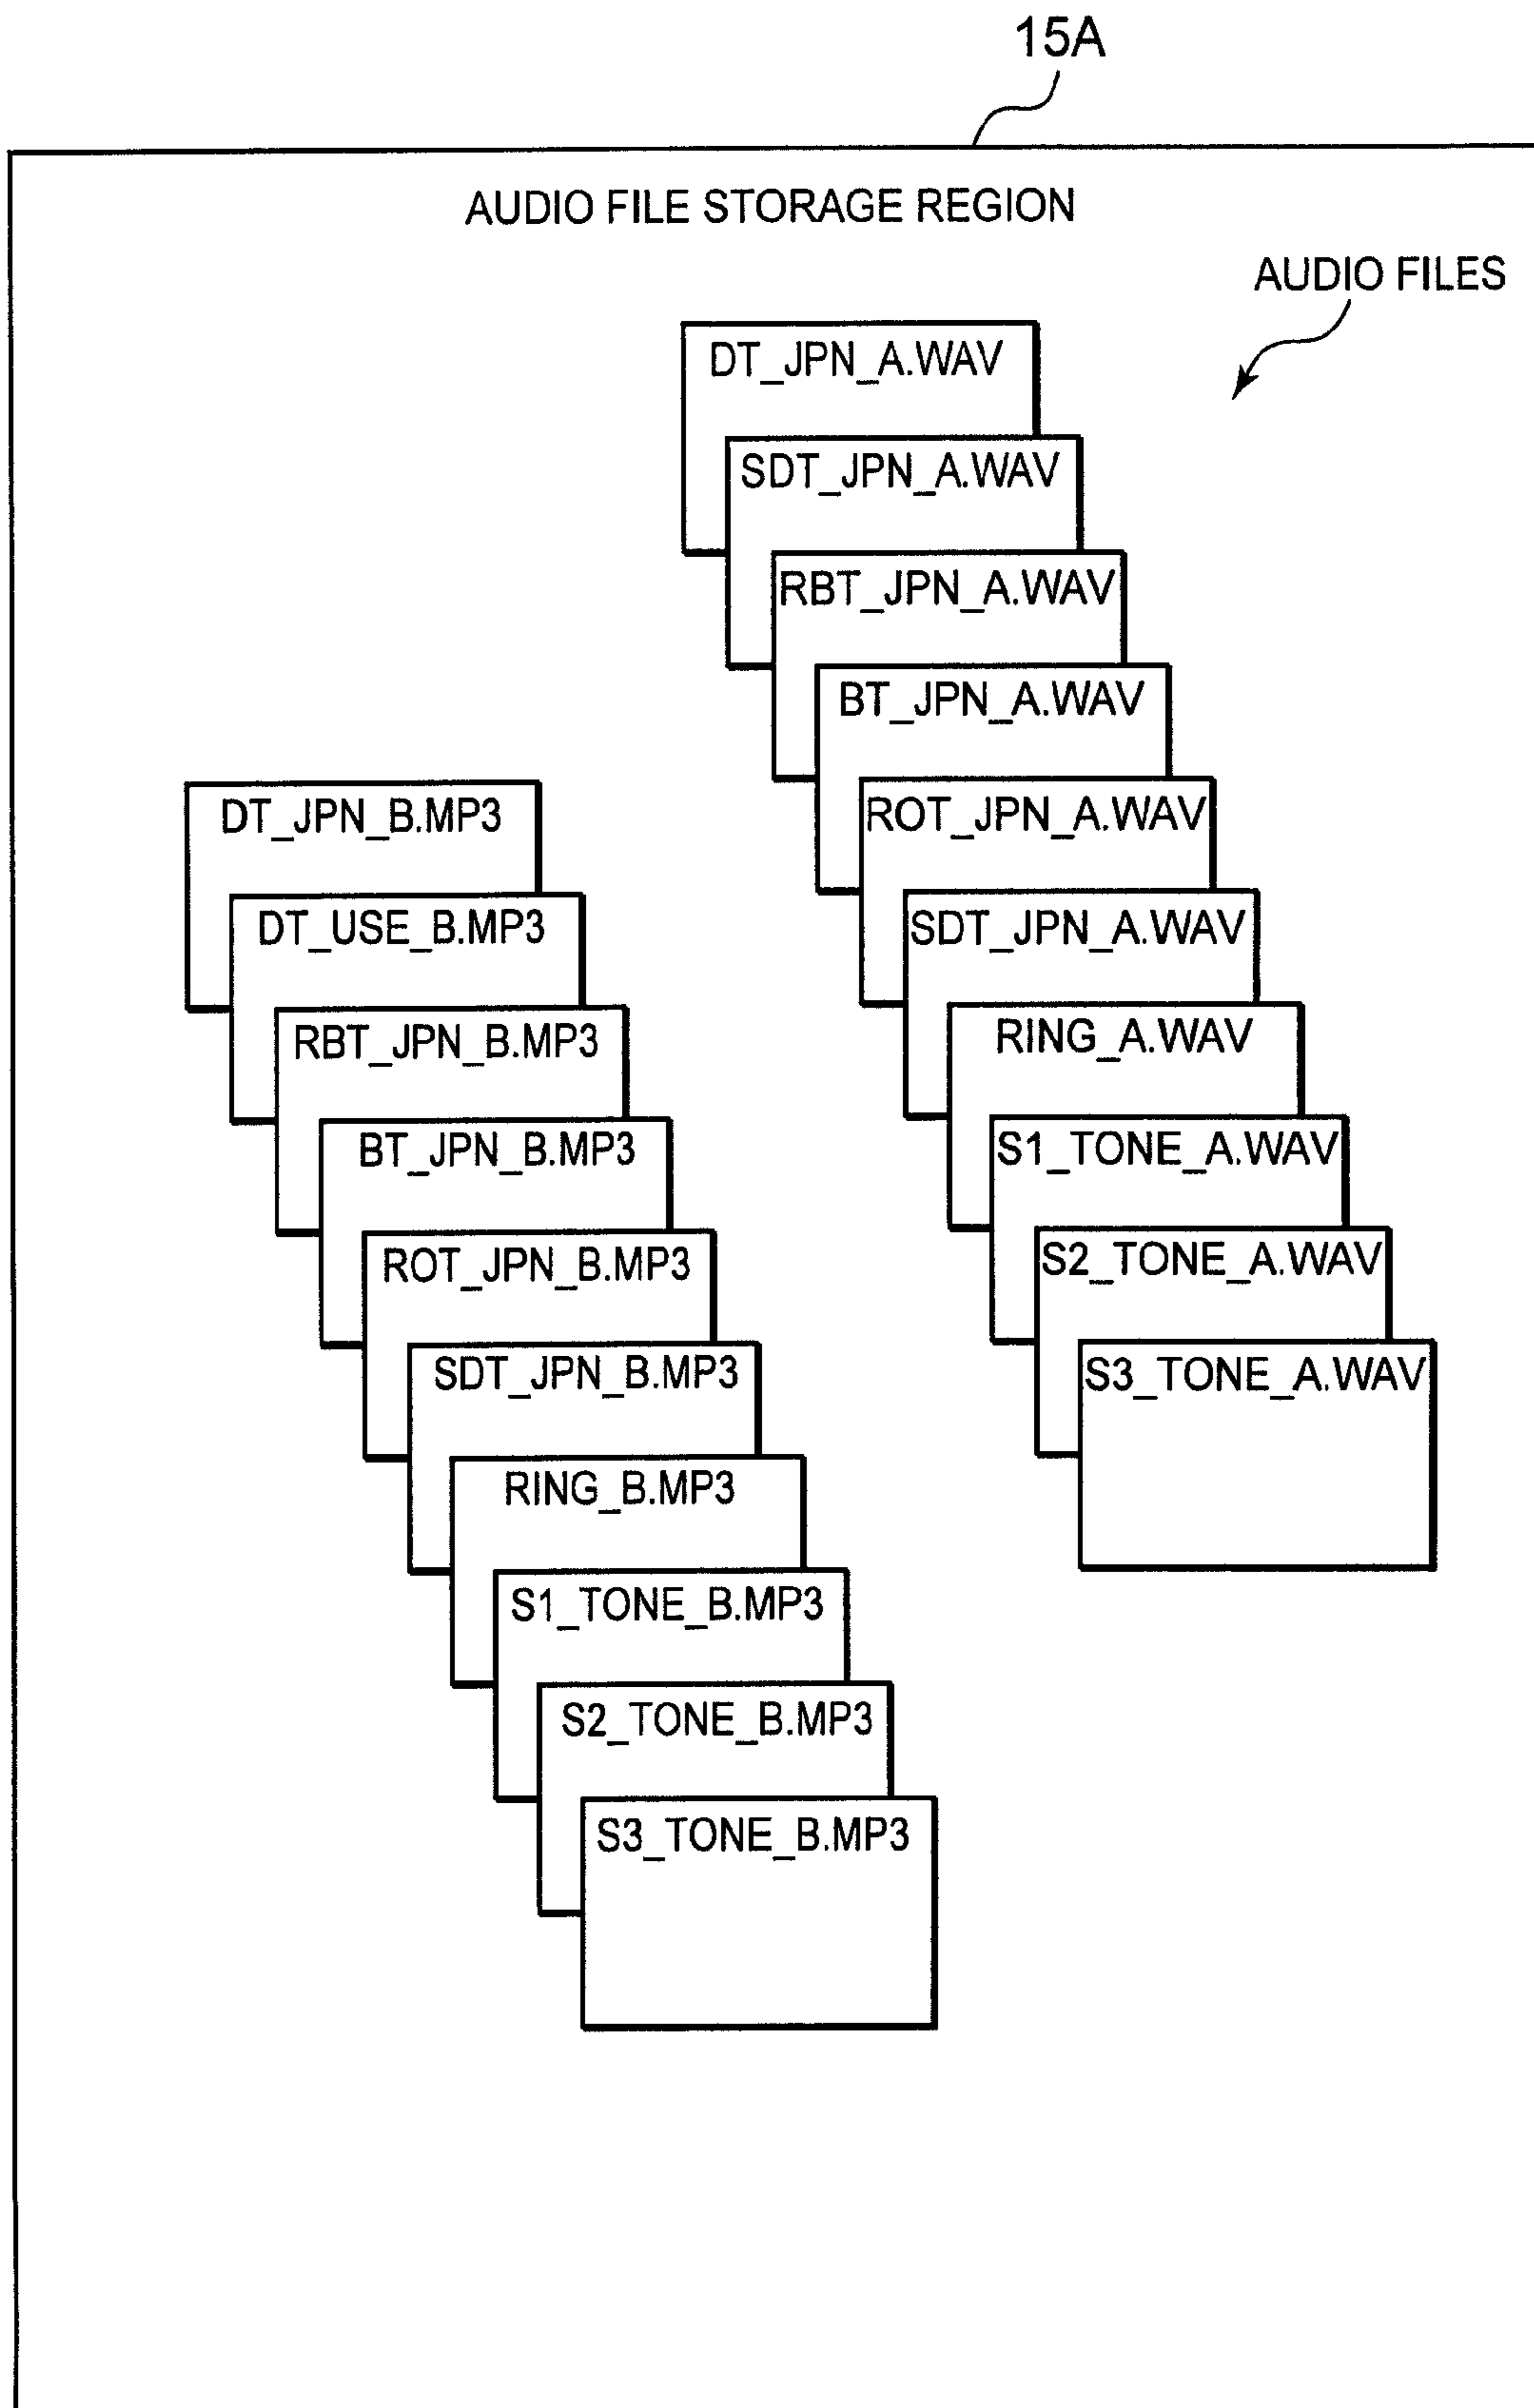 15A
AUDIO FILE STORAGE REGION
AUDIO FILES
DT_JPN_A.WAV
SDT_JPN_A.WAV
RBT_JPN_A.WAV
BT_JPN_A.WAV
ROT_JPN_A.WAV
SDT_JPN_A.WAV
RING_A.WAV
S1_TONE_A.WAV
S2_TONE_A.WAV
S3_TONE_A.WAV
DT_JPN_B.MP3
DT_USE_B.MP3
RBT_JPN_B.MP3
BT_JPN_B.MP3
ROT_JPN_B.MP3
SDT_JPN_B.MP3
RING_B.MP3
S1_TONE_B.MP3
S2_TONE_B.MP3
S3_TONE_B.MP3